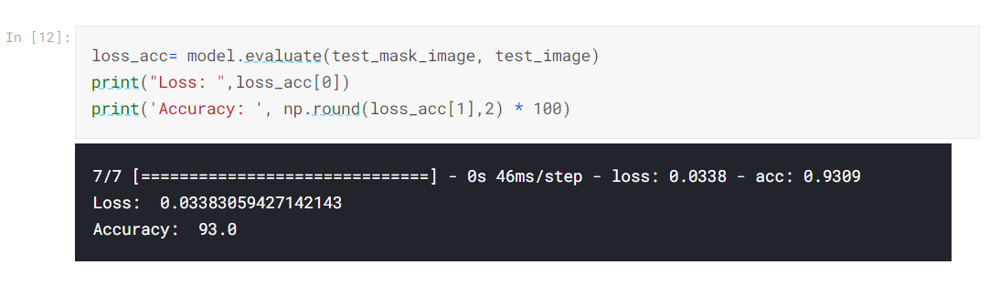 In [12]:
loss_acc= model.evaluate(test_mask_image, test_image)
print("Loss: ",loss_acc[0])
print('Accuracy: ', np.round(loss_acc[1],2) * 100)
7/7 [==============================] - 0s 46ms/step - loss: 0.0338 - acc: 0.9309
Loss:  0.03383059427142143
Accuracy:  93.0